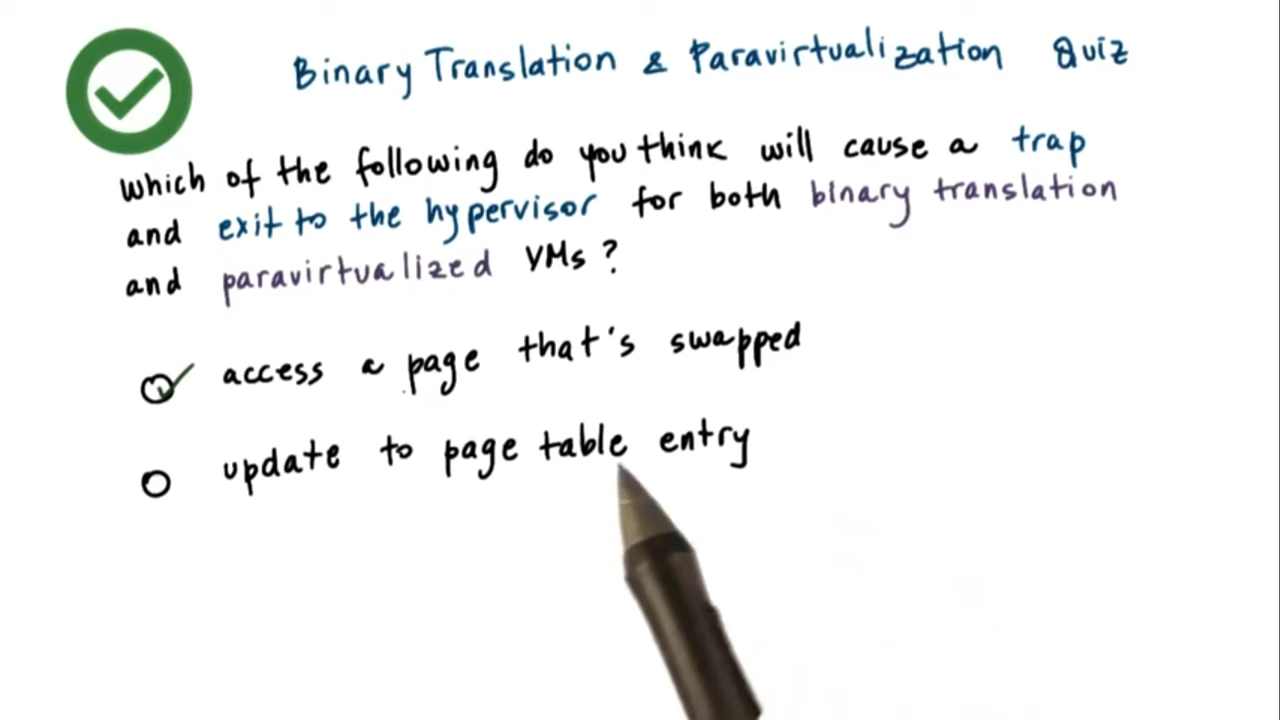 Binary Translation & Paravirtualization Quiz
Which of the following do you think will cause a trap
and exit to the hypervisor for both binary translation
and paravirtualized VMs?
access a page that's swapped
update to page table entry